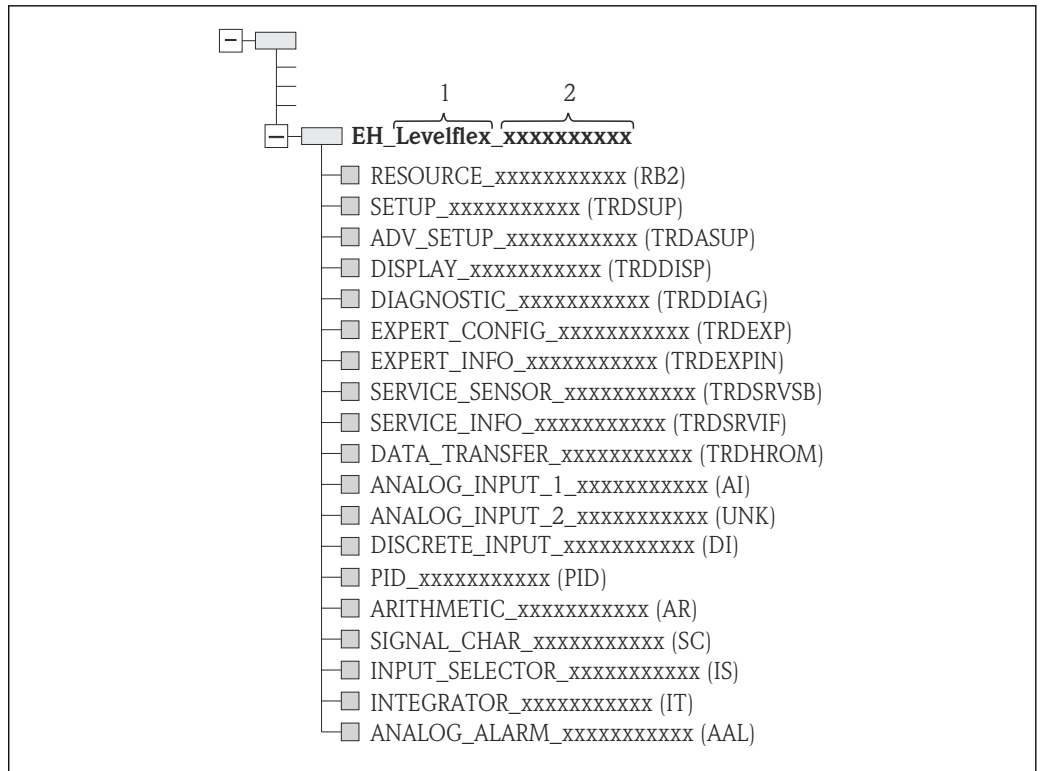 1 2
EH_Levelflex_xxxxxxxxxx
RESOURCE_xxxxxxxxxxx (RB2)
SETUP_xxxxxxxxxxx (TRDSUP)
ADV_SETUP_xxxxxxxxxxx (TRDASUP)
DISPLAY_xxxxxxxxxxx (TRDDISP)
DIAGNOSTIC_xxxxxxxxxxx (TRDDIAG)
EXPERT_CONFIG_xxxxxxxxxxx (TRDEXP)
EXPERT_INFO_xxxxxxxxxxx (TRDEXPIN)
SERVICE_SENSOR_xxxxxxxxxxx (TRDSRVSB)
SERVICE_INFO_xxxxxxxxxxx (TRDSRVIF)
DATA_TRANSFER_xxxxxxxxxxx (TRDHROM)
ANALOG_INPUT_1_xxxxxxxxxxx (AI)
ANALOG_INPUT_2_xxxxxxxxxxx (UNK)
DISCRETE_INPUT_xxxxxxxxxxx (DI)
PID_xxxxxxxxxxx (PID)
ARITHMETIC_xxxxxxxxxxx (AR)
SIGNAL_CHAR_xxxxxxxxxxx (SC)
INPUT_SELECTOR_xxxxxxxxxxx (IS)
INTEGRATOR_xxxxxxxxxxx (IT)
ANALOG_ALARM_xxxxxxxxxxx (AAL)